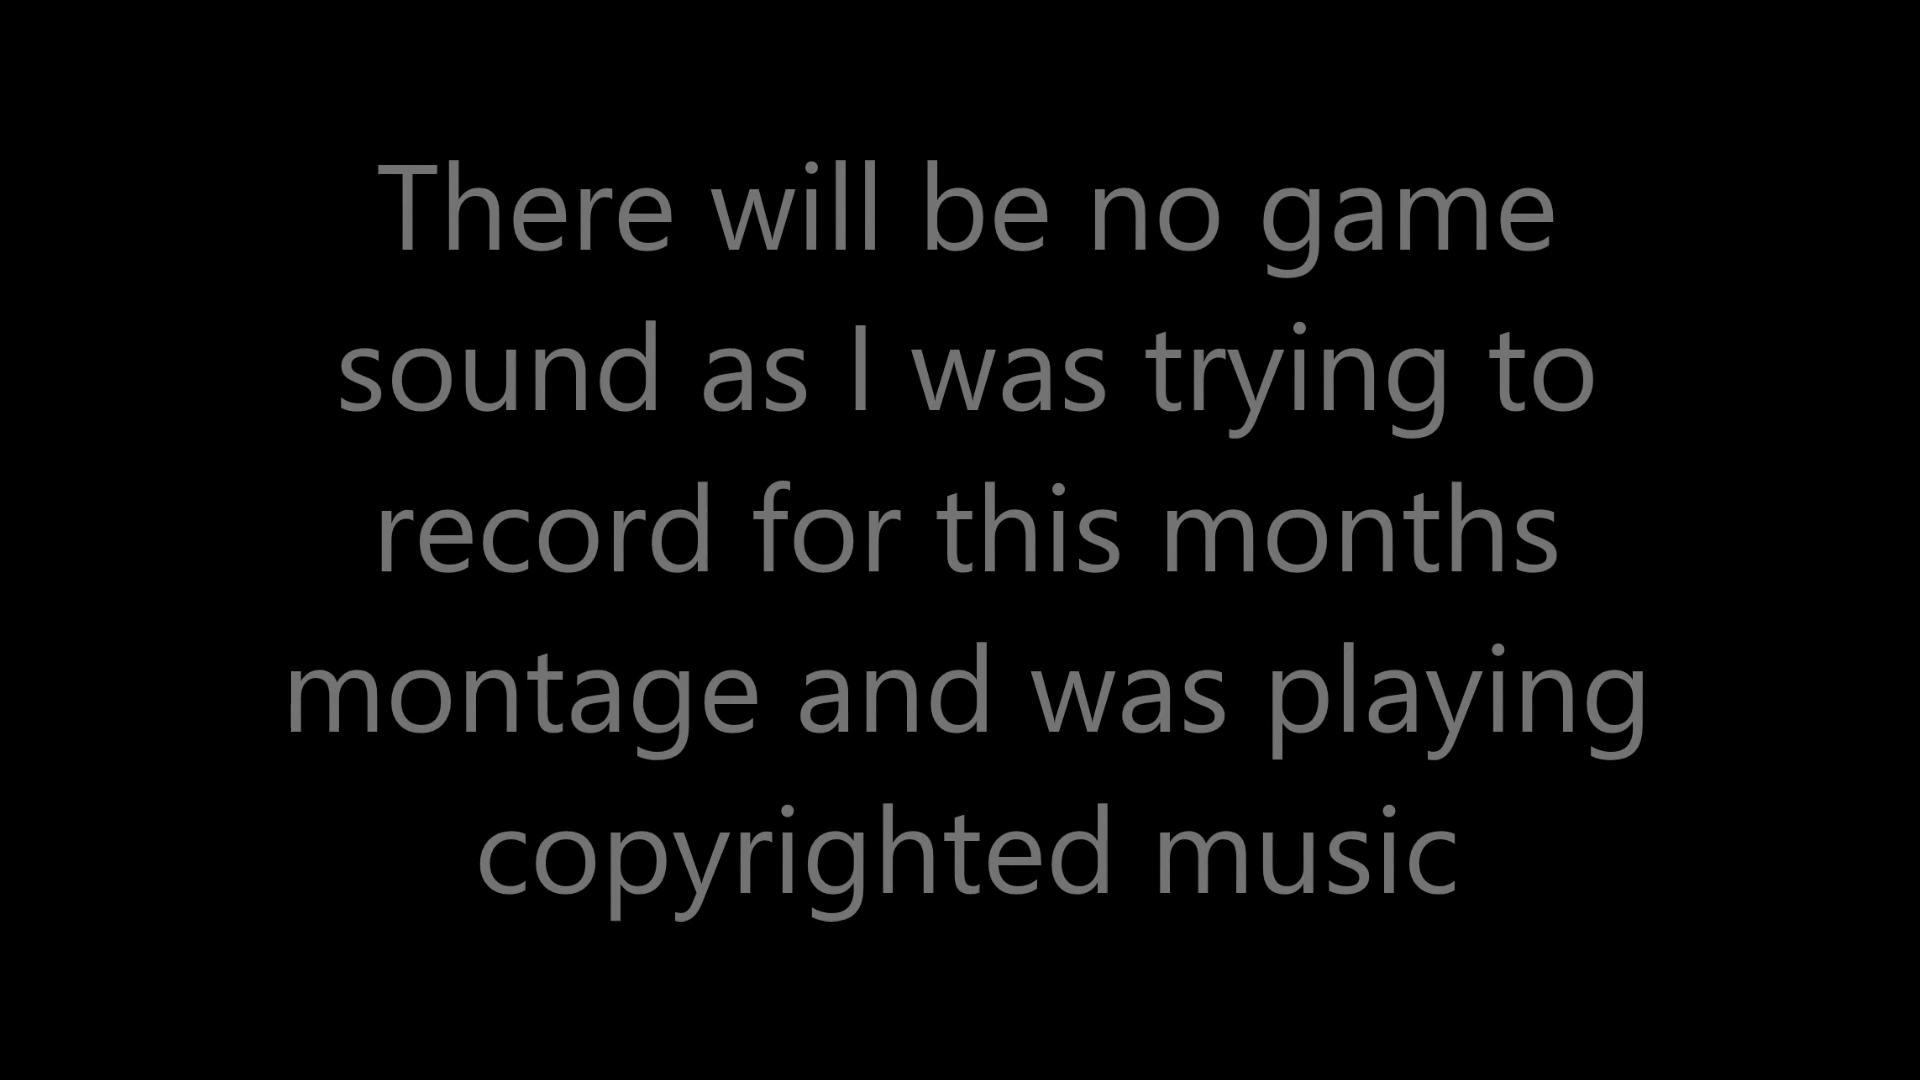 There will be no game
sound as I was trying to
record for this months
montage and was playing
copyrighted music